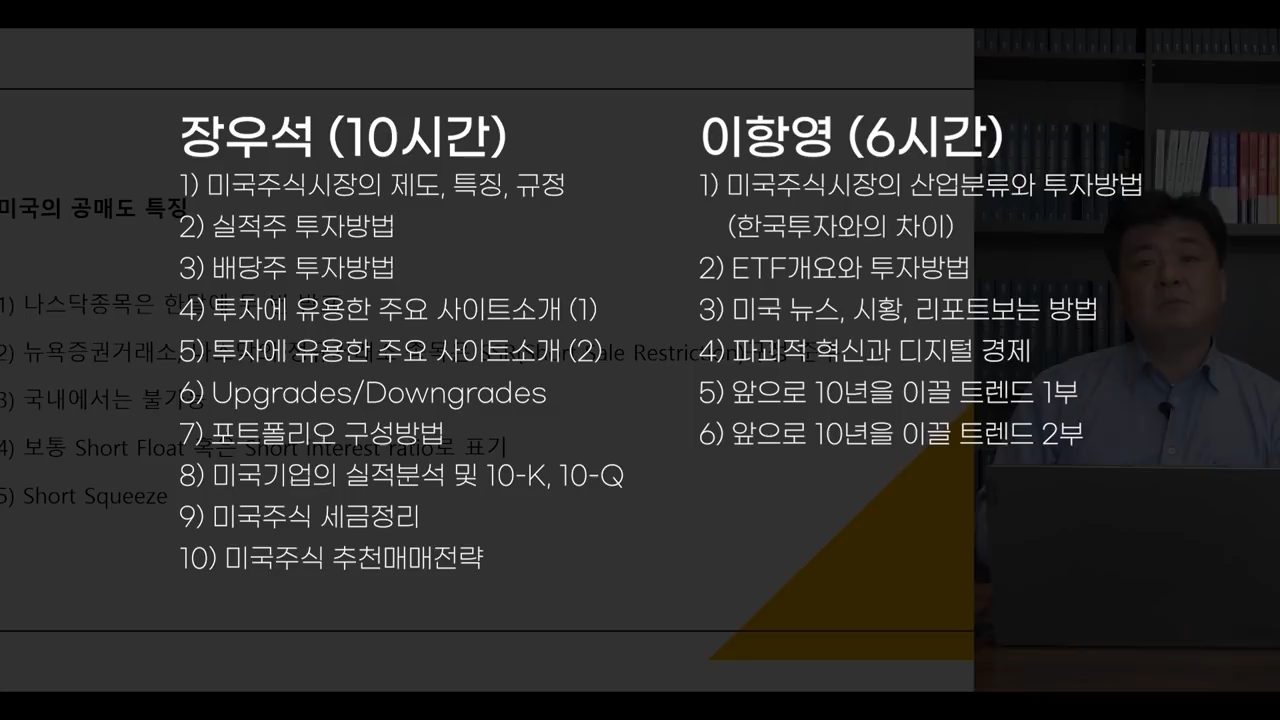 장우석 (10시간)
1) 미국주식시장의 제도, 특징, 규정
2) 실적주 투자방법
3) 배당주 투자방법
4) 투자에 유용한 주요 사이트소개 (1)
5) 투자에 유용한 주요 사이트소개 (2)
6) Upgrades/Downgrades
7) 포트폴리오 구성방법
8) 미국기업의 실적분석 및 10-K, 10-Q
9) 미국주식 세금정리
10) 미국주식 추천매매전략
이항영 (6시간)
1) 미국주식시장의 산업분류와 투자방법
(한국투자와의 차이)
2) ETF개요와 투자방법
3) 미국 뉴스, 시황, 리포트보는 방법
4) 파괴적 혁신과 디지털 경제
5) 앞으로 10년을 이끌 트렌드 1부
6) 앞으로 10년을 이끌 트렌드 2부
미국의 공매도 특징
1) 나스닥종목은
2) 뉴욕증권거래소,
3) 국내에서는
4) 보통 Short Float 혹은 Short Interest ratio로 표기
5) Short Squeeze